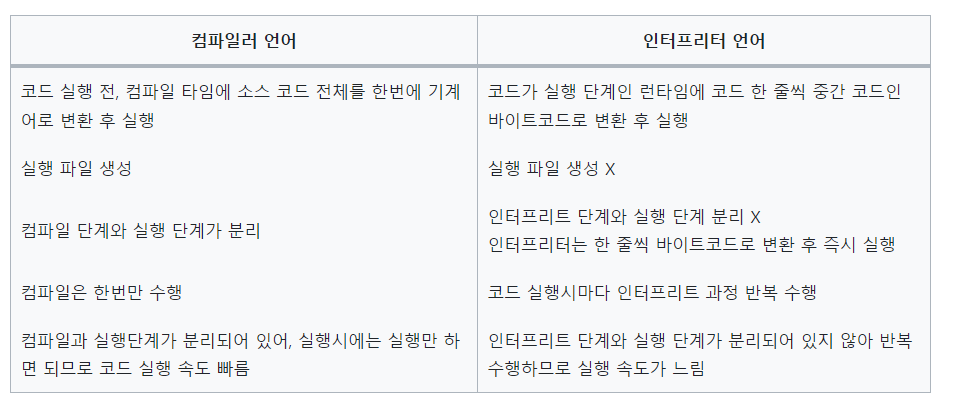 컴파일러 언어
인터프리터 언어
코드 실행 전, 컴파일 타임에 소스 코드 전체를 한번에 기계
어로 변환 후 실행
코드가 실행 단계인 런타임에 코드 한 줄씩 중간 코드인
바이트코드로 변환 후 실행
실행 파일 생성
실행 파일 생성 X
컴파일 단계와 실행 단계가 분리
인터프리트 단계와 실행 단계 분리 X
인터프리터는 한 줄씩 바이트코드로 변환 후 즉시 실행
컴파일은 한번만 수행
코드 실행시마다 인터프리트 과정 반복 수행
컴파일과 실행단계가 분리되어 있어, 실행시에는 실행만 하
면 되므로 코드 실행 속도 빠름
인터프리트 단계와 실행 단계가 분리되어 있지 않아 반복
수행하므로 실행 속도가 느림